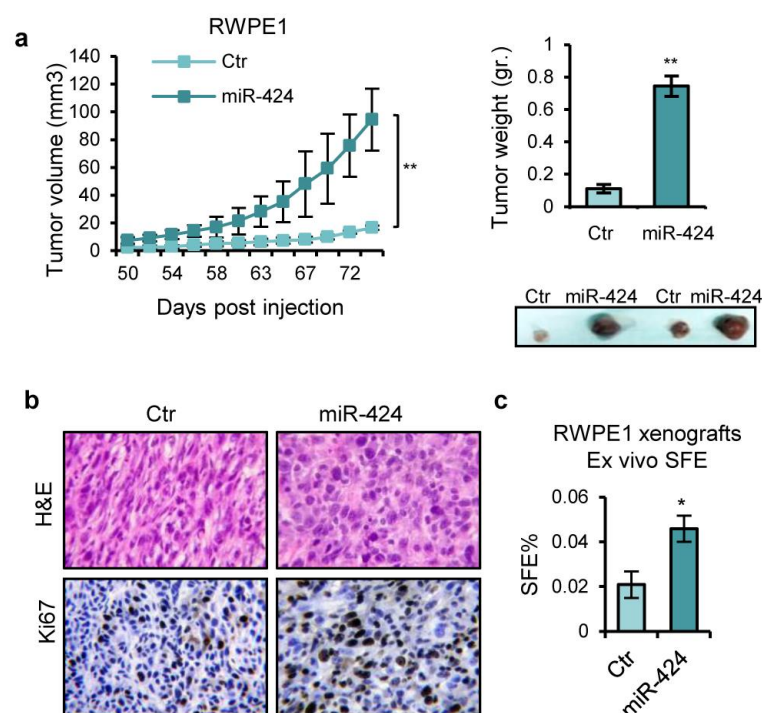 a
RWPE1
Ctr
miR-424
Tumor volume (mm3)
140
120
100
80
60
40
20
0
**
50 54 58 63 67 72
Days post injection
Tumor weight (gr.)
1
0.8
0.6
0.4
0.2
0
**
Ctr miR-424
Ctr miR-424 Ctr miR-424
b
Ctr miR-424
H&E
Ki67
c
RWPE1 xenografts
Ex vivo SFE
SFE%
0.06
0.04
0.02
0
*
Ctr
miR-424